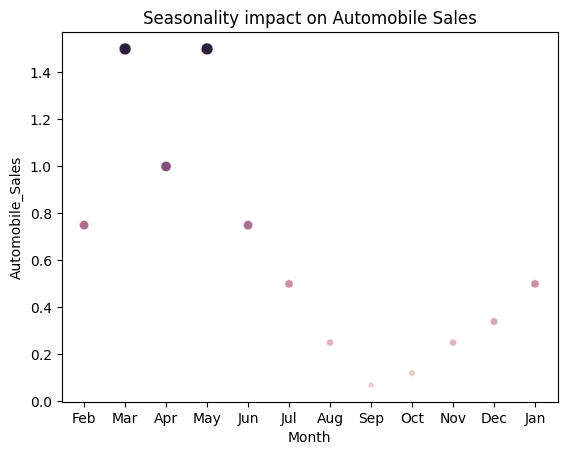 Seasonality impact on Automobile Sales
Automobile_Sales
1.4
1.2
1.0
0.8
0.6
0.4
0.2
0.0
Feb Mar Apr May Jun Jul Aug Sep Oct Nov Dec Jan
Month